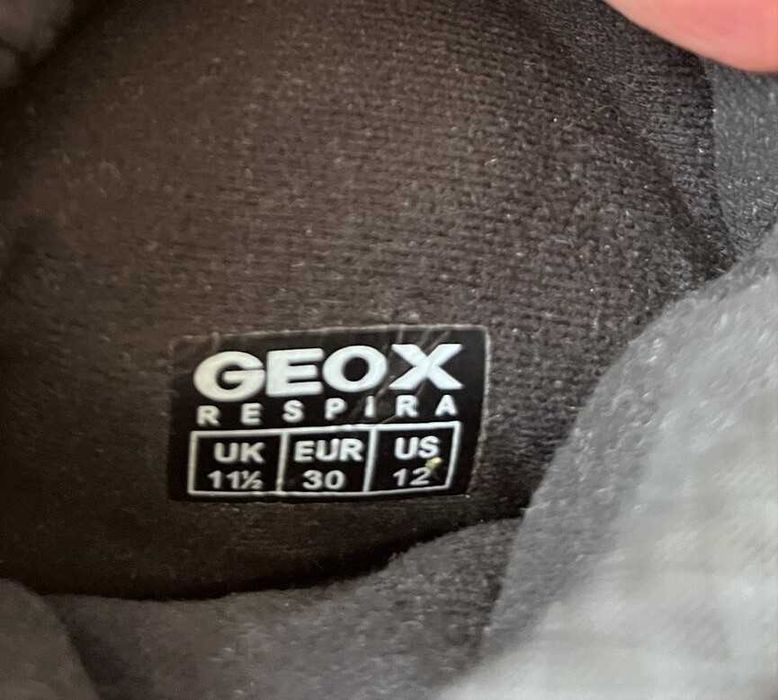 GEOX
RESPIRA
UK EUR US
11½ 30 12